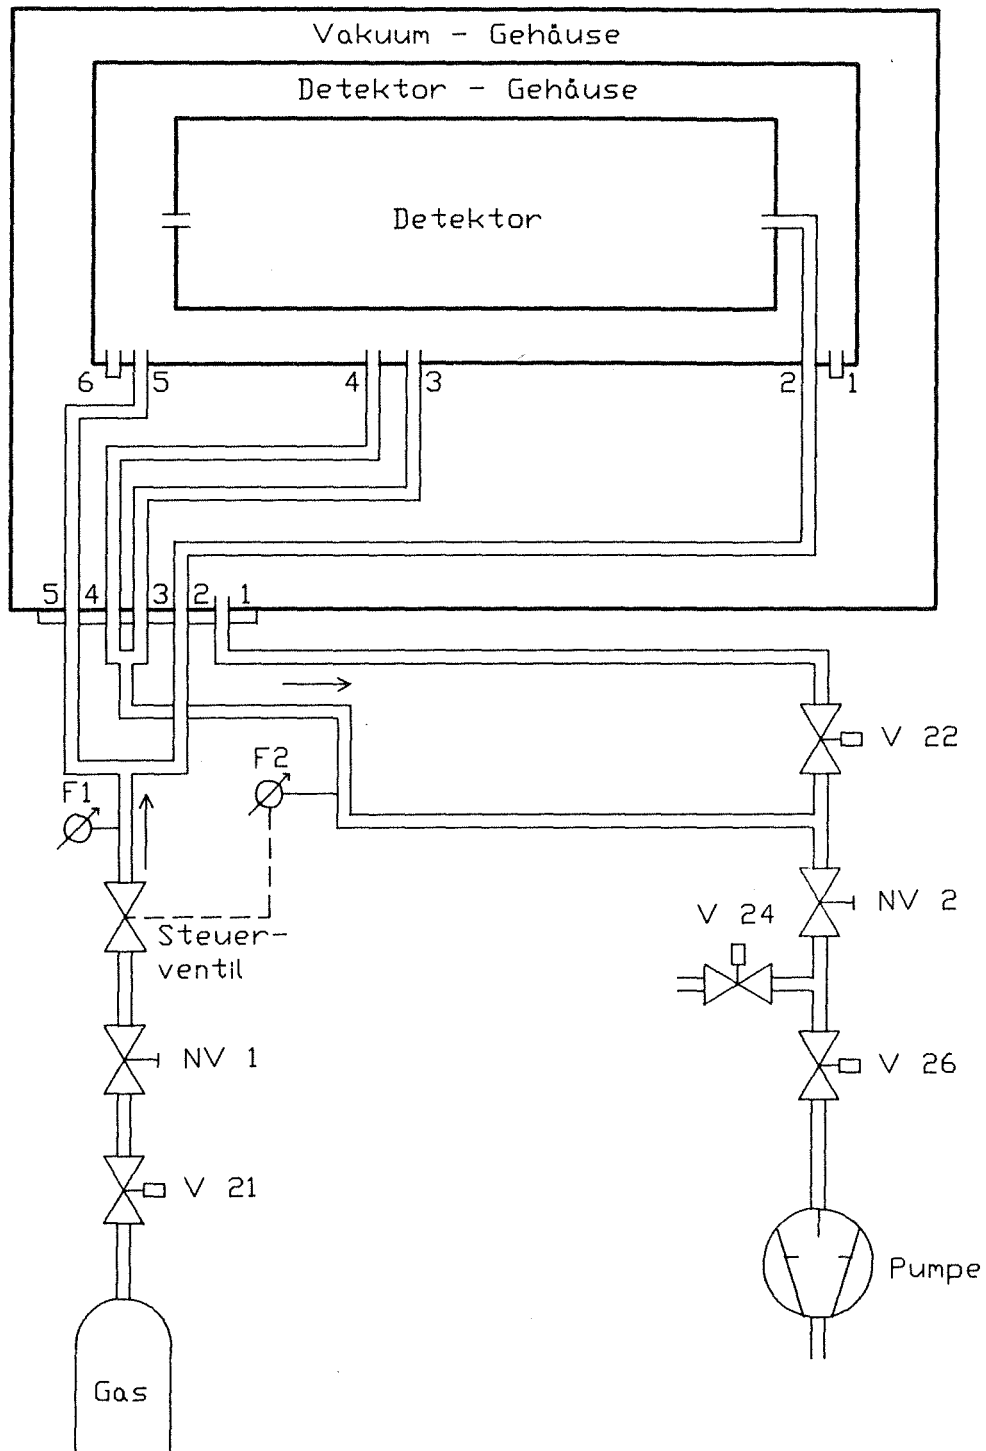 Vakuum - Gehäuse
Detektor - Gehäuse
Detektor
6 5 4 3 2 1
5 4 3 2 1
V 22
F2
F1
NV 2
V 24
Steuer-
ventil
NV 1
V 26
V 21
Pumpe
Gas